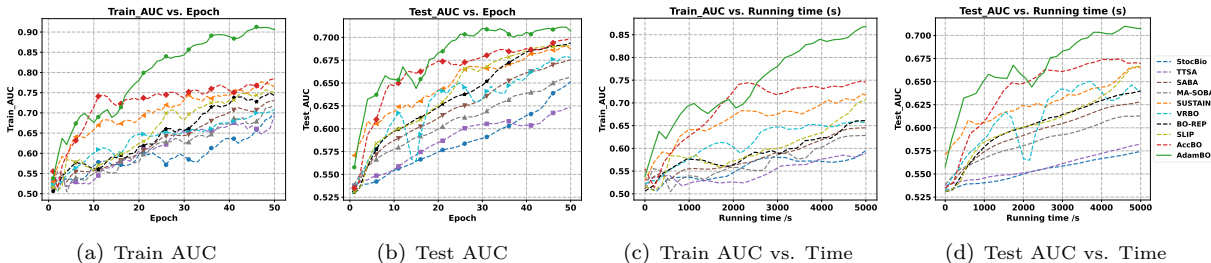 Train_AUC vs. Epoch
Train_AUC
0.90
0.85
0.80
0.75
0.70
0.65
0.60
0.55
0.50
0
10
20
30
40
50
Epoch
(a) Train AUC
Test_AUC vs. Epoch
Test_AUC
0.700
0.675
0.650
0.625
0.600
0.575
0.550
0.525
0
10
20
30
40
50
Epoch
(b) Test AUC
Train_AUC vs. Running time (s)
Train_AUC
0.85
0.80
0.75
0.70
0.65
0.60
0.55
0.50
0
1000
2000
3000
4000
5000
Running time /s
(c) Train AUC vs. Time
Test_AUC vs. Running time (s)
Test_AUC
0.700
0.675
0.650
0.625
0.600
0.575
0.550
0.525
0
1000
2000
3000
4000
5000
Running time /s
(d) Test AUC vs. Time
StocBio
TTSA
SABA
MA-SOBA
SUSTAIN
VRBO
BO-REP
SLIP
AccBO
AdamBO